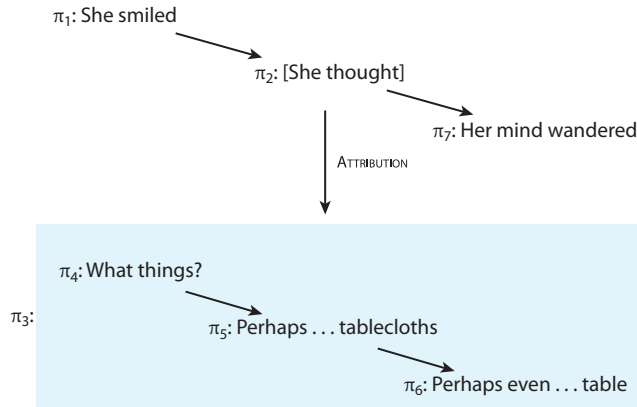 π₁: She smiled
π₂: [She thought]
π₇: Her mind wandered
ATTRIBUTION
π₄: What things?
π₃:
π₅: Perhaps . . . tablecloths
π₆: Perhaps even . . . table